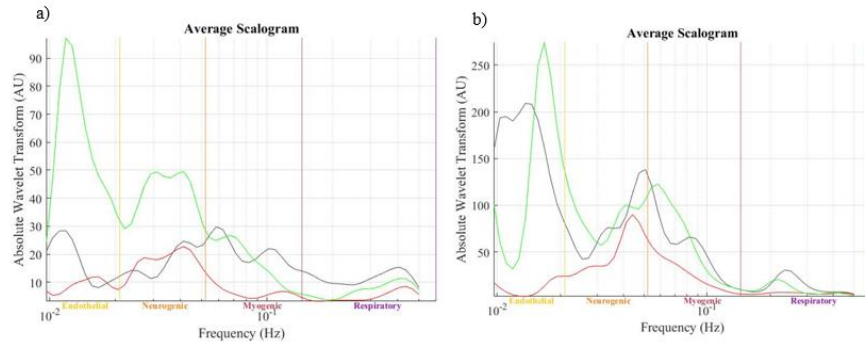 a)
Average Scalogram
Absolute Wavelet Transform (AU)
90
80
70
60
50
40
30
20
10
Endothelial
Neurogenic
Myogenic
Respiratory
10-2
10-1
Frequency (Hz)
b)
Average Scalogram
Absolute Wavelet Transform (AU)
250
200
150
100
50
Endothelial
Neurogenic
Myogenic
Respiratory
10-2
10-1
Frequency (Hz)